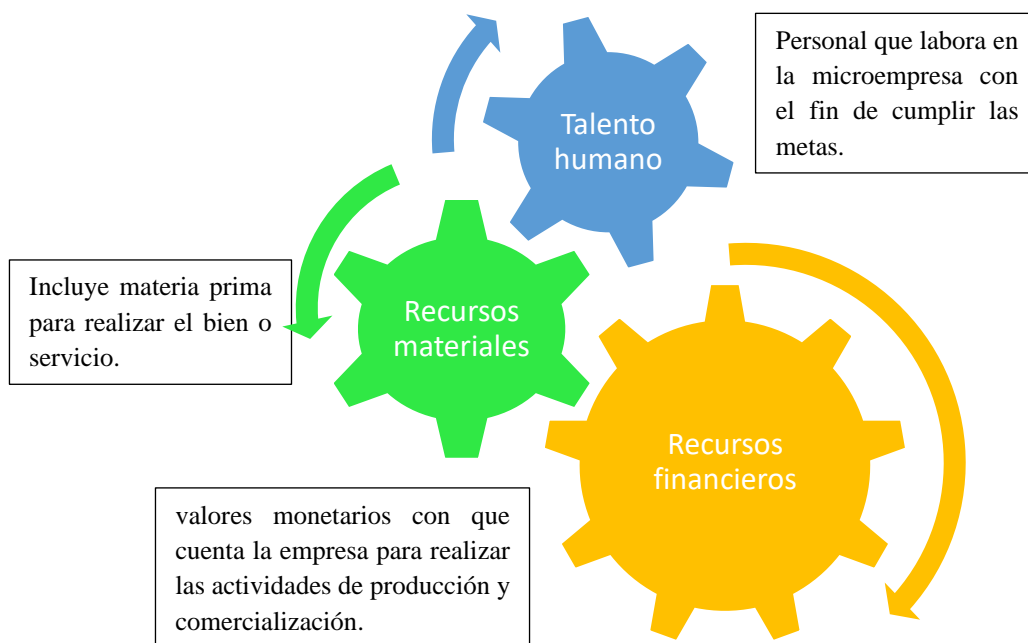 Personal que labora en
la microempresa con
el fin de cumplir las
metas.
Talento
humano
Incluye materia prima
para realizar el bien o
servicio.
Recursos
materiales
Recursos
financieros
valores monetarios con que
cuenta la empresa para realizar
las actividades de producción y
comercialización.